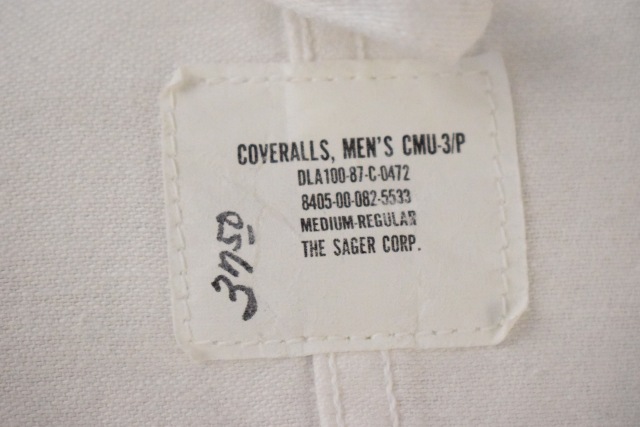 COVERALLS, MEN'S CMU-3/P
DLA100-87-C-0472
8405-00-082-5533
MEDIUM-REGULAR
THE SAGER CORP.
3750